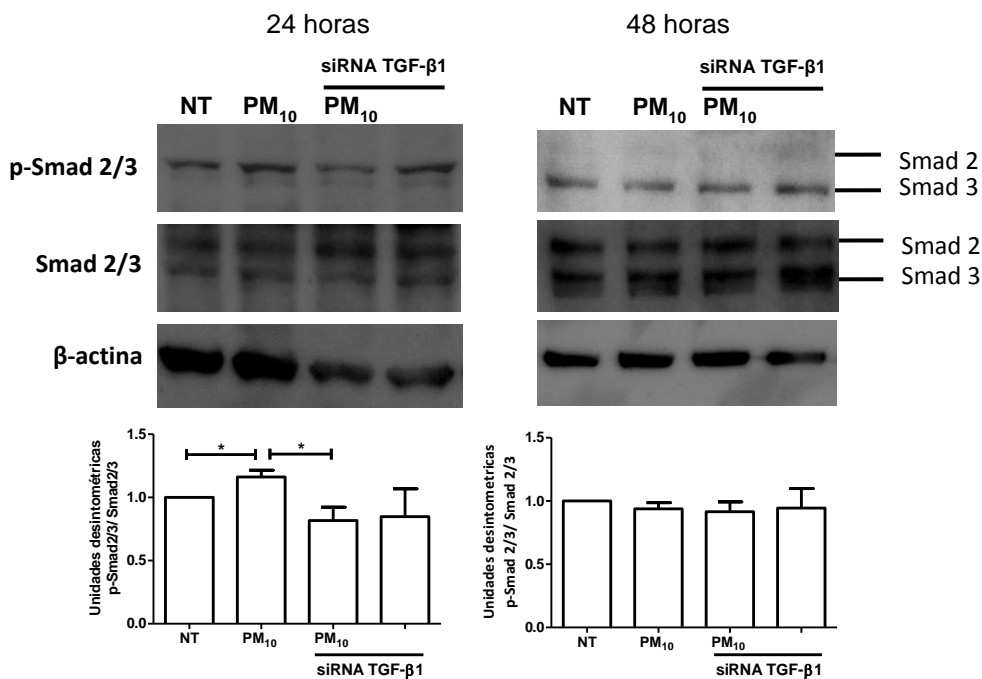 24 horas
48 horas
siRNA TGF-β1
siRNA TGF-β1
NT PM10 PM10
NT PM10 PM10
p-Smad 2/3
Smad 2
Smad 3
Smad 2/3
Smad 2
Smad 3
β-actina
Unidades desintométricas
p-Smad2/3/ Smad2/3
1.5
1.0
0.5
0.0
* *
NT PM10 PM10
siRNA TGF-β1
Unidades desintometricas
p-Smad 2/3/ Smad 2/3
1.5
1.0
0.5
0.0
NT PM10 PM10
siRNA TGF-β1